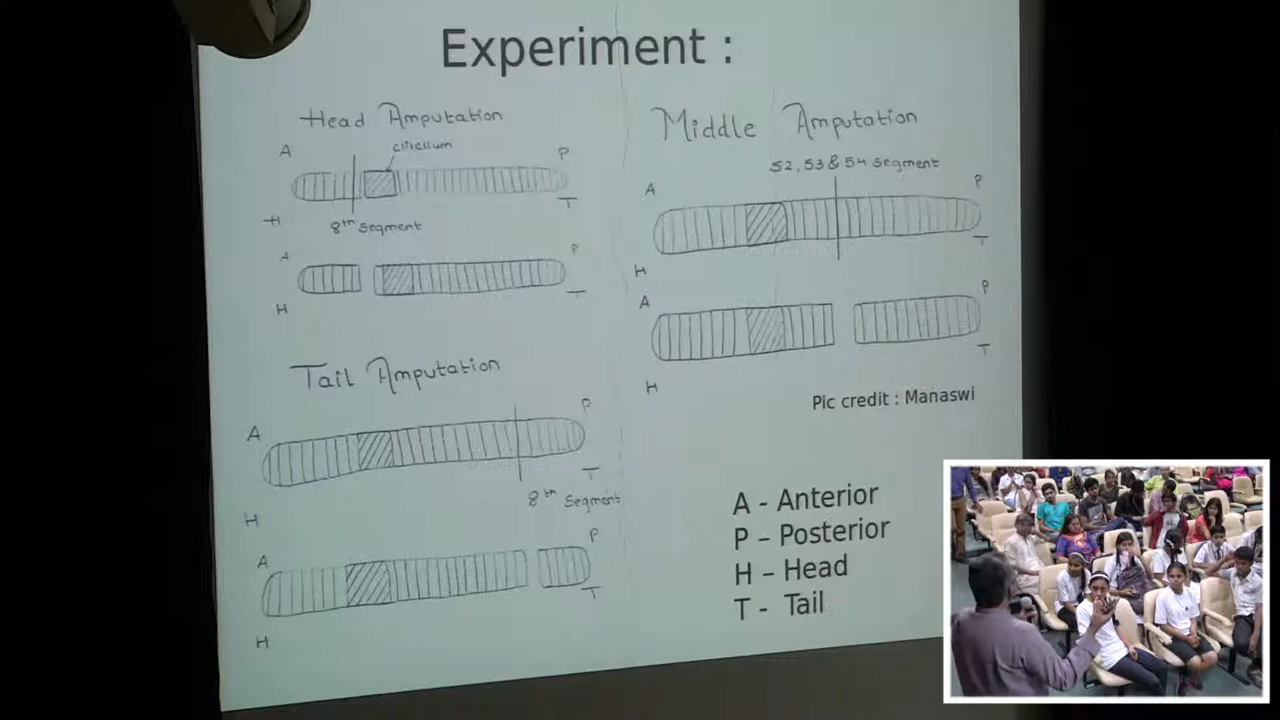 Experiment :
Head Amputation
A
P
clitellum
H
T
8th Segment
A
P
H
T
Tail Amputation
A
P
H
T
8th Segment
A
P
H
T
Middle Amputation
52, 53 & 54 Segment
A
P
H
T
A
P
H
T
Pic credit : Manaswi
A - Anterior
P – Posterior
H – Head
T - Tail